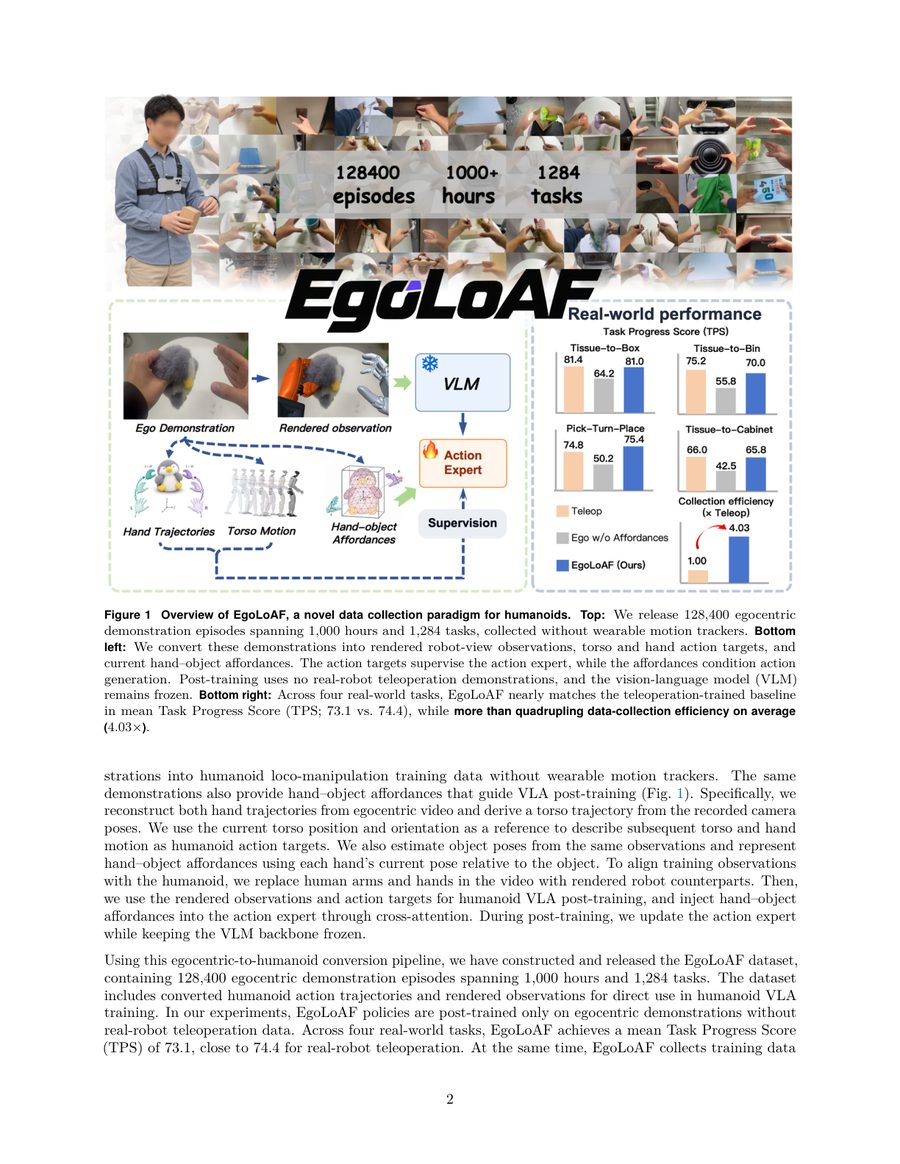 128400 episodes
1000+ hours
1284 tasks
EgoLoAF
Ego Demonstration
Rendered observation
VLM
Action
Expert
Hand Trajectories
Torso Motion
Hand–object
Affordances
Supervision
Real-world performance
Task Progress Score (TPS)
Tissue–to–Box
81.4
64.2
81.0
Tissue–to–Bin
75.2
55.8
70.0
Pick–Turn–Place
74.8
50.2
75.4
Tissue–to–Cabinet
66.0
42.5
65.8
Teleop
Ego w/o Affordances
EgoLoAF (Ours)
Collection efficiency
(× Teleop)
1.00
4.03
Figure 1 Overview of EgoLoAF, a novel data collection paradigm for humanoids. Top: We release 128,400 egocentric
demonstration episodes spanning 1,000 hours and 1,284 tasks, collected without wearable motion trackers. Bottom
left: We convert these demonstrations into rendered robot-view observations, torso and hand action targets, and
current hand–object affordances. The action targets supervise the action expert, while the affordances condition action
generation. Post-training uses no real-robot teleoperation demonstrations, and the vision-language model (VLM)
remains frozen. Bottom right: Across four real-world tasks, EgoLoAF nearly matches the teleoperation-trained baseline
in mean Task Progress Score (TPS; 73.1 vs. 74.4), while more than quadrupling data-collection efficiency on average
(4.03×).
strations into humanoid loco-manipulation training data without wearable motion trackers. The same
demonstrations also provide hand–object affordances that guide VLA post-training (Fig. 1). Specifically, we
reconstruct both hand trajectories from egocentric video and derive a torso trajectory from the recorded camera
poses. We use the current torso position and orientation as a reference to describe subsequent torso and hand
motion as humanoid action targets. We also estimate object poses from the same observations and represent
hand–object affordances using each hand's current pose relative to the object. To align training observations
with the humanoid, we replace human arms and hands in the video with rendered robot counterparts. Then,
we use the rendered observations and action targets for humanoid VLA post-training, and inject hand–object
affordances into the action expert through cross-attention. During post-training, we update the action expert
while keeping the VLM backbone frozen.
Using this egocentric-to-humanoid conversion pipeline, we have constructed and released the EgoLoAF dataset,
containing 128,400 egocentric demonstration episodes spanning 1,000 hours and 1,284 tasks. The dataset
includes converted humanoid action trajectories and rendered observations for direct use in humanoid VLA
training. In our experiments, EgoLoAF policies are post-trained only on egocentric demonstrations without
real-robot teleoperation data. Across four real-world tasks, EgoLoAF achieves a mean Task Progress Score
(TPS) of 73.1, close to 74.4 for real-robot teleoperation. At the same time, EgoLoAF collects training data
2